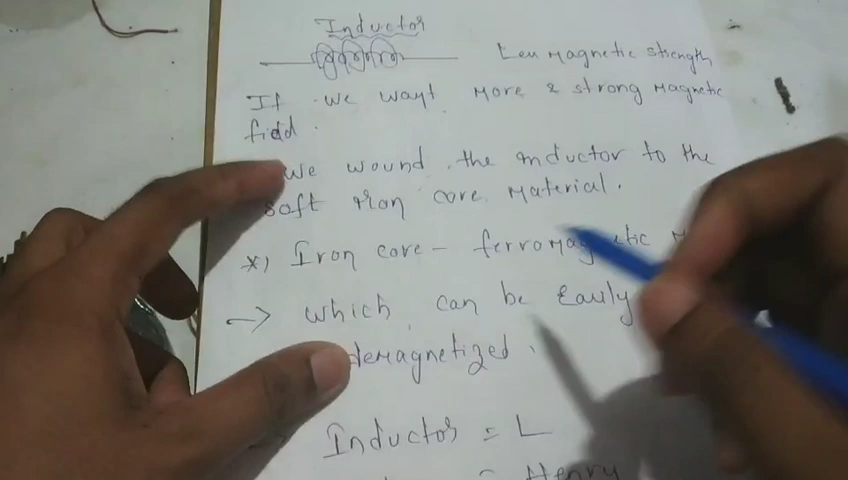 Inductor
Less magnetic strength
If we want more & strong magnetic
field.
we wound the inductor to the
soft iron core material.
*) Iron core - ferromagnetic
→ which can be Easily
demagnetized.
Inductor = L
= Henry